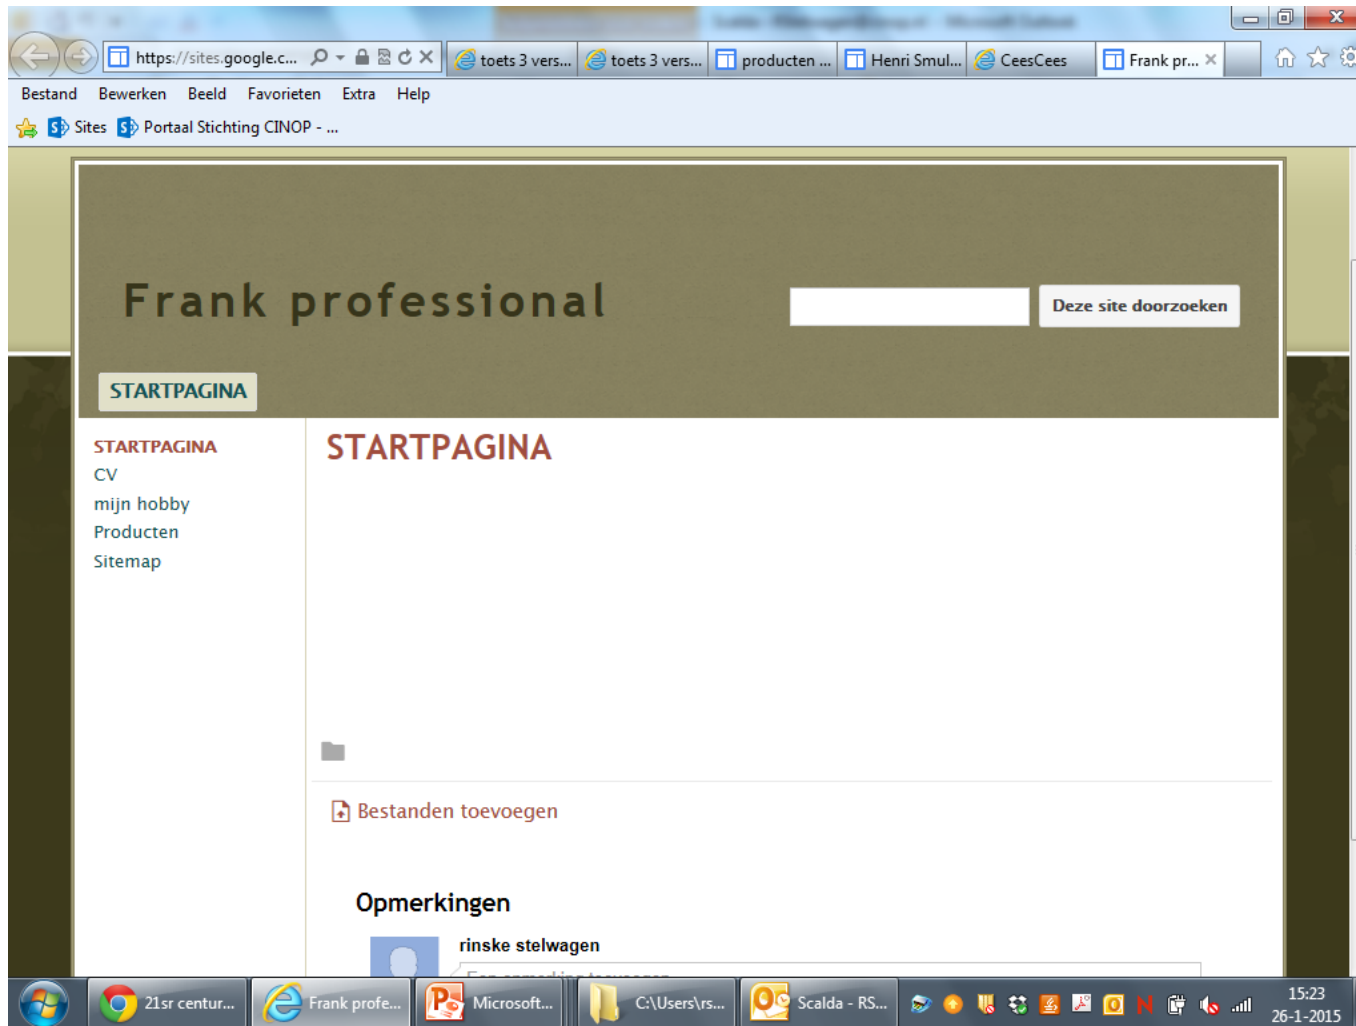 https://sites.google.c...
toets 3 vers...
toets 3 vers...
producten ...
Henri Smul...
CeesCees
Frank pr...
Bestand Bewerken Beeld Favorieten Extra Help
Sites Portaal Stichting CINOP - ...
Frank professional
Deze site doorzoeken
STARTPAGINA
STARTPAGINA
CV
mijn hobby
Producten
Sitemap
STARTPAGINA
Bestanden toevoegen
Opmerkingen
rinske stelwagen
Een opmerking toevoegen
21sr centur...
Frank profe...
Microsoft...
C:\Users\rs...
Scalda - RS...
15:23
26-1-2015